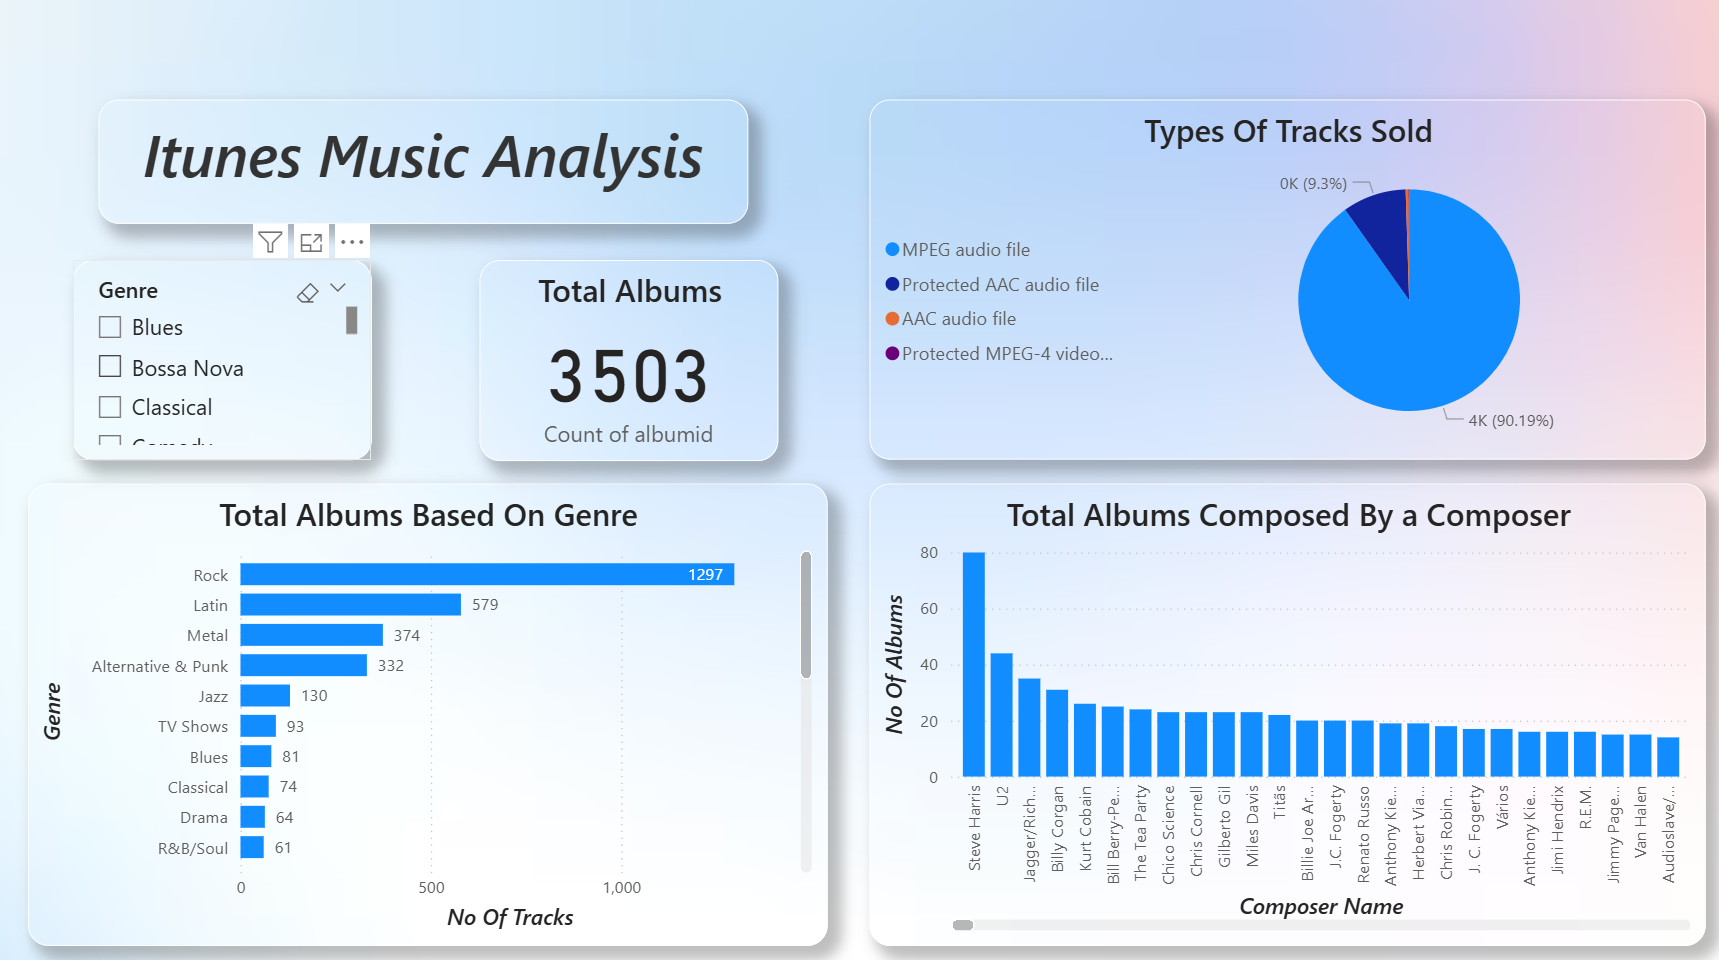 Itunes Music Analysis
Genre
Blues
Bossa Nova
Classical
Comedy
Total Albums
3503
Count of albumid
Types Of Tracks Sold
MPEG audio file
Protected AAC audio file
AAC audio file
Protected MPEG-4 video...
0K (9.3%)
4K (90.19%)
Total Albums Based On Genre
Genre
Rock 1297
Latin 579
Metal 374
Alternative & Punk 332
Jazz 130
TV Shows 93
Blues 81
Classical 74
Drama 64
R&B/Soul 61
0 500 1,000
No Of Tracks
Total Albums Composed By a Composer
No Of Albums
80
60
40
20
0
Steve Harris
U2
Jagger/Rich...
Billy Corgan
Kurt Cobain
Bill Berry-Pe...
The Tea Party
Chico Science
Chris Cornell
Gilberto Gil
Miles Davis
Titãs
Billie Joe Ar...
J.C. Fogerty
Renato Russo
Anthony Kie...
Herbert Via...
Chris Robin...
J. C. Fogerty
Vários
Anthony Kie...
Jimi Hendrix
R.E.M.
Jimmy Page...
Van Halen
Audioslave/...
Composer Name